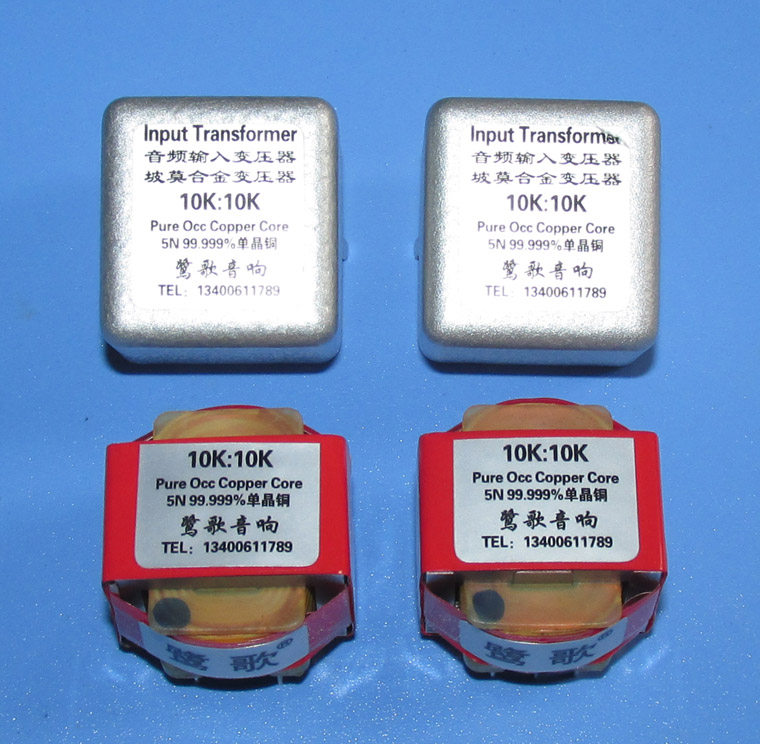 Input Transformer
音频输入变压器
坡莫合金变压器
10K:10K
Pure Occ Copper Core
5N 99.999%单晶铜
鹭歌音响
TEL：13400611789
Input Transformer
音频输入变压器
坡莫合金变压器
10K:10K
Pure Occ Copper Core
5N 99.999%单晶铜
鹭歌音响
TEL：13400611789
10K:10K
Pure Occ Copper Core
5N 99.999%单晶铜
鹭歌音响
TEL：13400611789
鹭歌®
10K:10K
Pure Occ Copper Core
5N 99.999%单晶铜
鹭歌音响
TEL：13400611789
鹭歌®